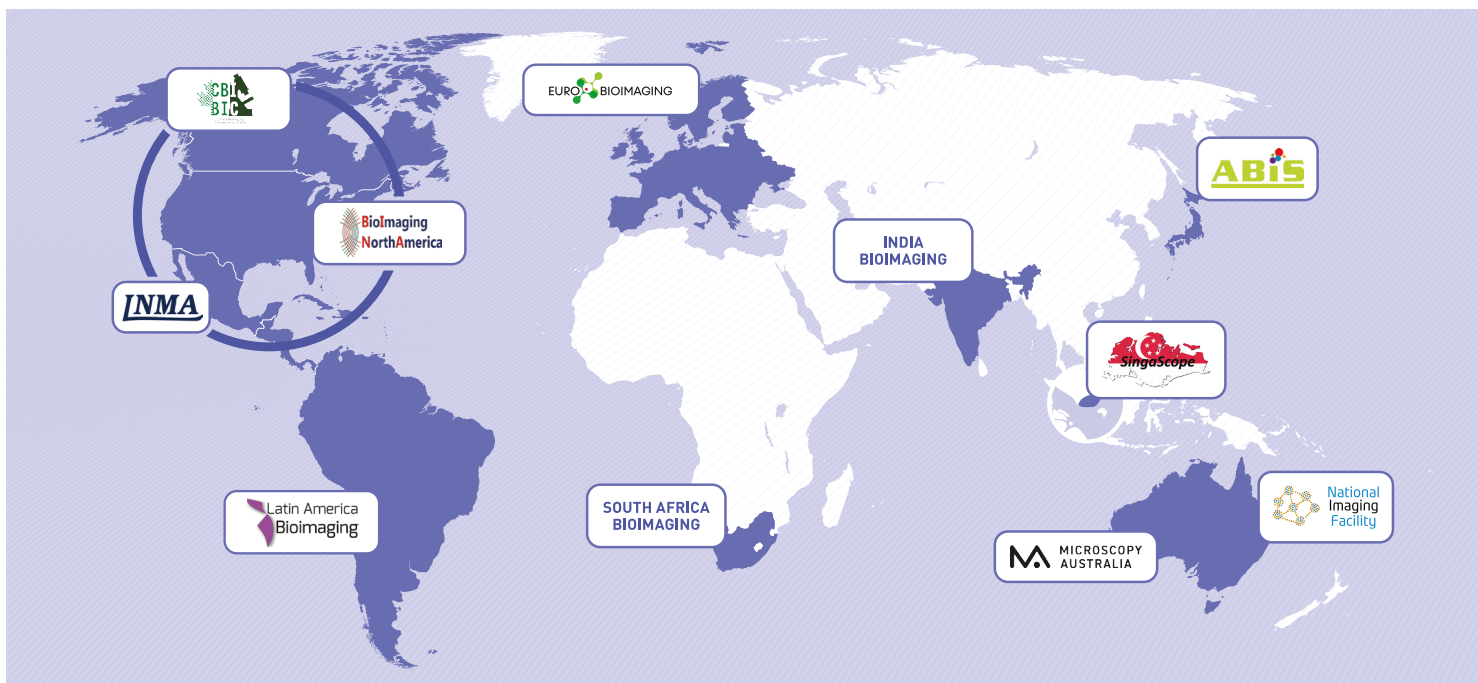 CBi
BIC
EURO BIOIMAGING
ABiS
BioImaging
NorthAmerica
INDIA
BIOIMAGING
LNMA
SingaScope
Latin America
Bioimaging
SOUTH AFRICA
BIOIMAGING
National
Imaging
Facility
MICROSCOPY
AUSTRALIA